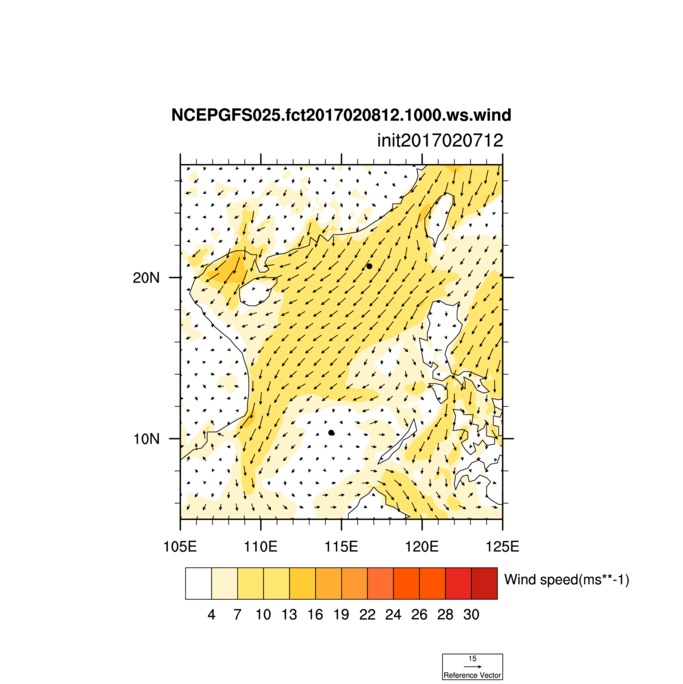 NCEPGFS025.fct2017020812.1000.ws.wind
init2017020712
20N
10N
105E 110E 115E 120E 125E
4 7 10 13 16 19 22 24 26 28 30
Wind speed(ms**-1)
15
Reference Vector